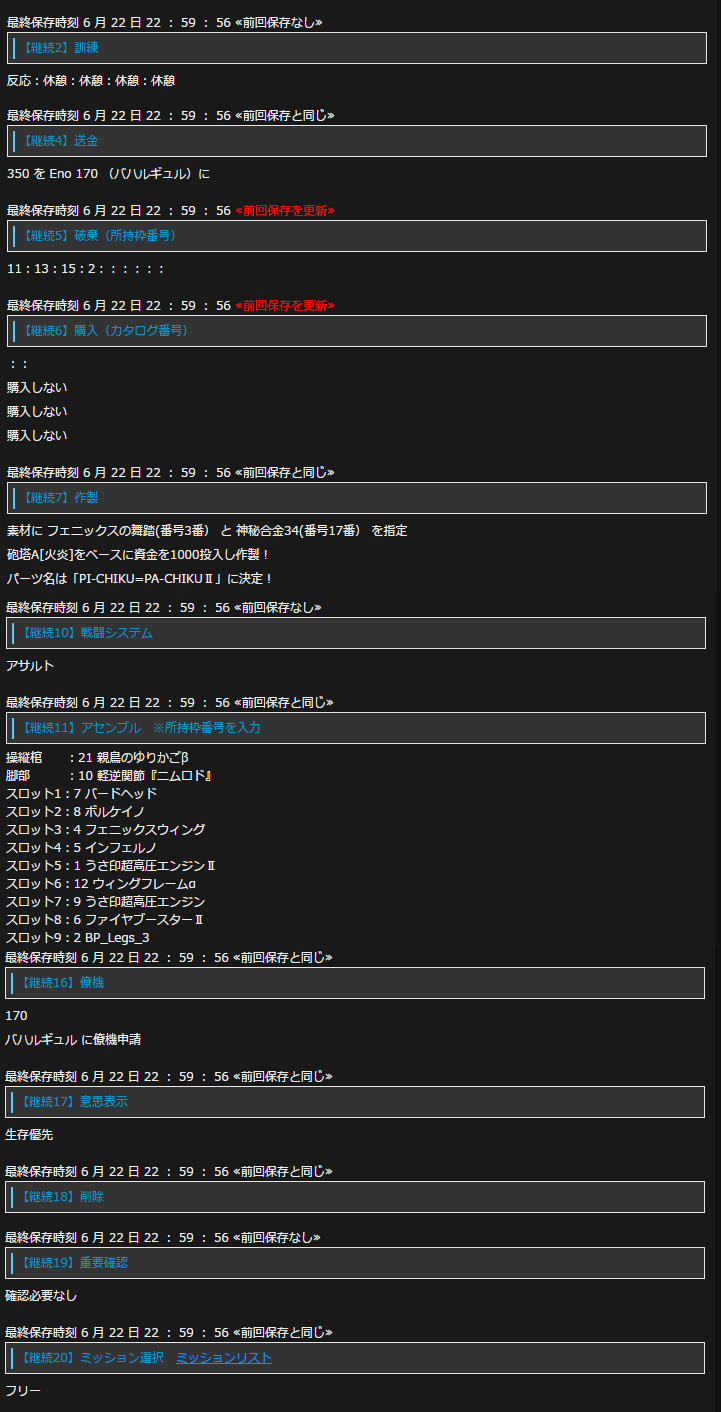 最終保存時刻 6 月 22 日 22 ： 59 ： 56 ≪前回保存なし≫
【継続2】訓練
反応：休憩：休憩：休憩：休憩
最終保存時刻 6 月 22 日 22 ： 59 ： 56 ≪前回保存と同じ≫
【継続4】送金
350 を Eno 170 （バハルギュル）に
最終保存時刻 6 月 22 日 22 ： 59 ： 56 ≪前回保存を更新≫
【継続5】破棄（所持枠番号）
11：13：15：2：：：：：：
最終保存時刻 6 月 22 日 22 ： 59 ： 56 ≪前回保存を更新≫
【継続6】購入（カタログ番号）
：：
購入しない
購入しない
購入しない
最終保存時刻 6 月 22 日 22 ： 59 ： 56 ≪前回保存と同じ≫
【継続7】作製
素材に フェニックスの舞踏(番号3番） と 神秘合金34(番号17番） を指定
砲塔A[火炎]をベースに資金を1000投入し作製！
パーツ名は「PI-CHIKU=PA-CHIKUⅡ」に決定！
最終保存時刻 6 月 22 日 22 ： 59 ： 56 ≪前回保存なし≫
【継続10】戦闘システム
アサルト
最終保存時刻 6 月 22 日 22 ： 59 ： 56 ≪前回保存と同じ≫
【継続11】アセンブル　※所持枠番号を入力
操縦棺　　：21 親鳥のゆりかごβ
脚部　　　：10 軽逆関節『ニムロド』
スロット1：7 バードヘッド
スロット2：8 ボルケイノ
スロット3：4 フェニックスウィング
スロット4：5 インフェルノ
スロット5：1 うさ印超高圧エンジンⅡ
スロット6：12 ウィングフレームα
スロット7：9 うさ印超高圧エンジン
スロット8：6 ファイヤブースターⅡ
スロット9：2 BP_Legs_3
最終保存時刻 6 月 22 日 22 ： 59 ： 56 ≪前回保存と同じ≫
【継続16】僚機
170
バハルギュル に僚機申請
最終保存時刻 6 月 22 日 22 ： 59 ： 56 ≪前回保存と同じ≫
【継続17】意思表示
生存優先
最終保存時刻 6 月 22 日 22 ： 59 ： 56 ≪前回保存と同じ≫
【継続18】削除
最終保存時刻 6 月 22 日 22 ： 59 ： 56 ≪前回保存なし≫
【継続19】重要確認
確認必要なし
最終保存時刻 6 月 22 日 22 ： 59 ： 56 ≪前回保存と同じ≫
【継続20】ミッション選択　ミッションリスト
フリー